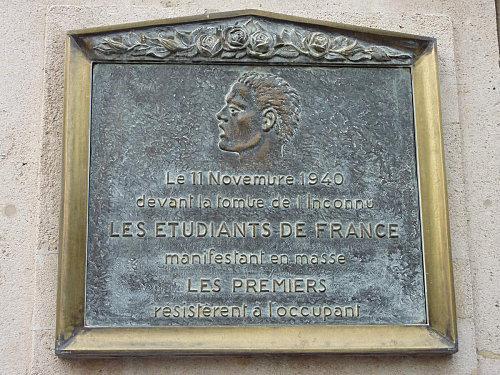 Le 11 Novembre 1940
devant la tombe de l'Inconnu
LES ETUDIANTS DE FRANCE
manifestant en masse
LES PREMIERS
résistèrent à l'occupant